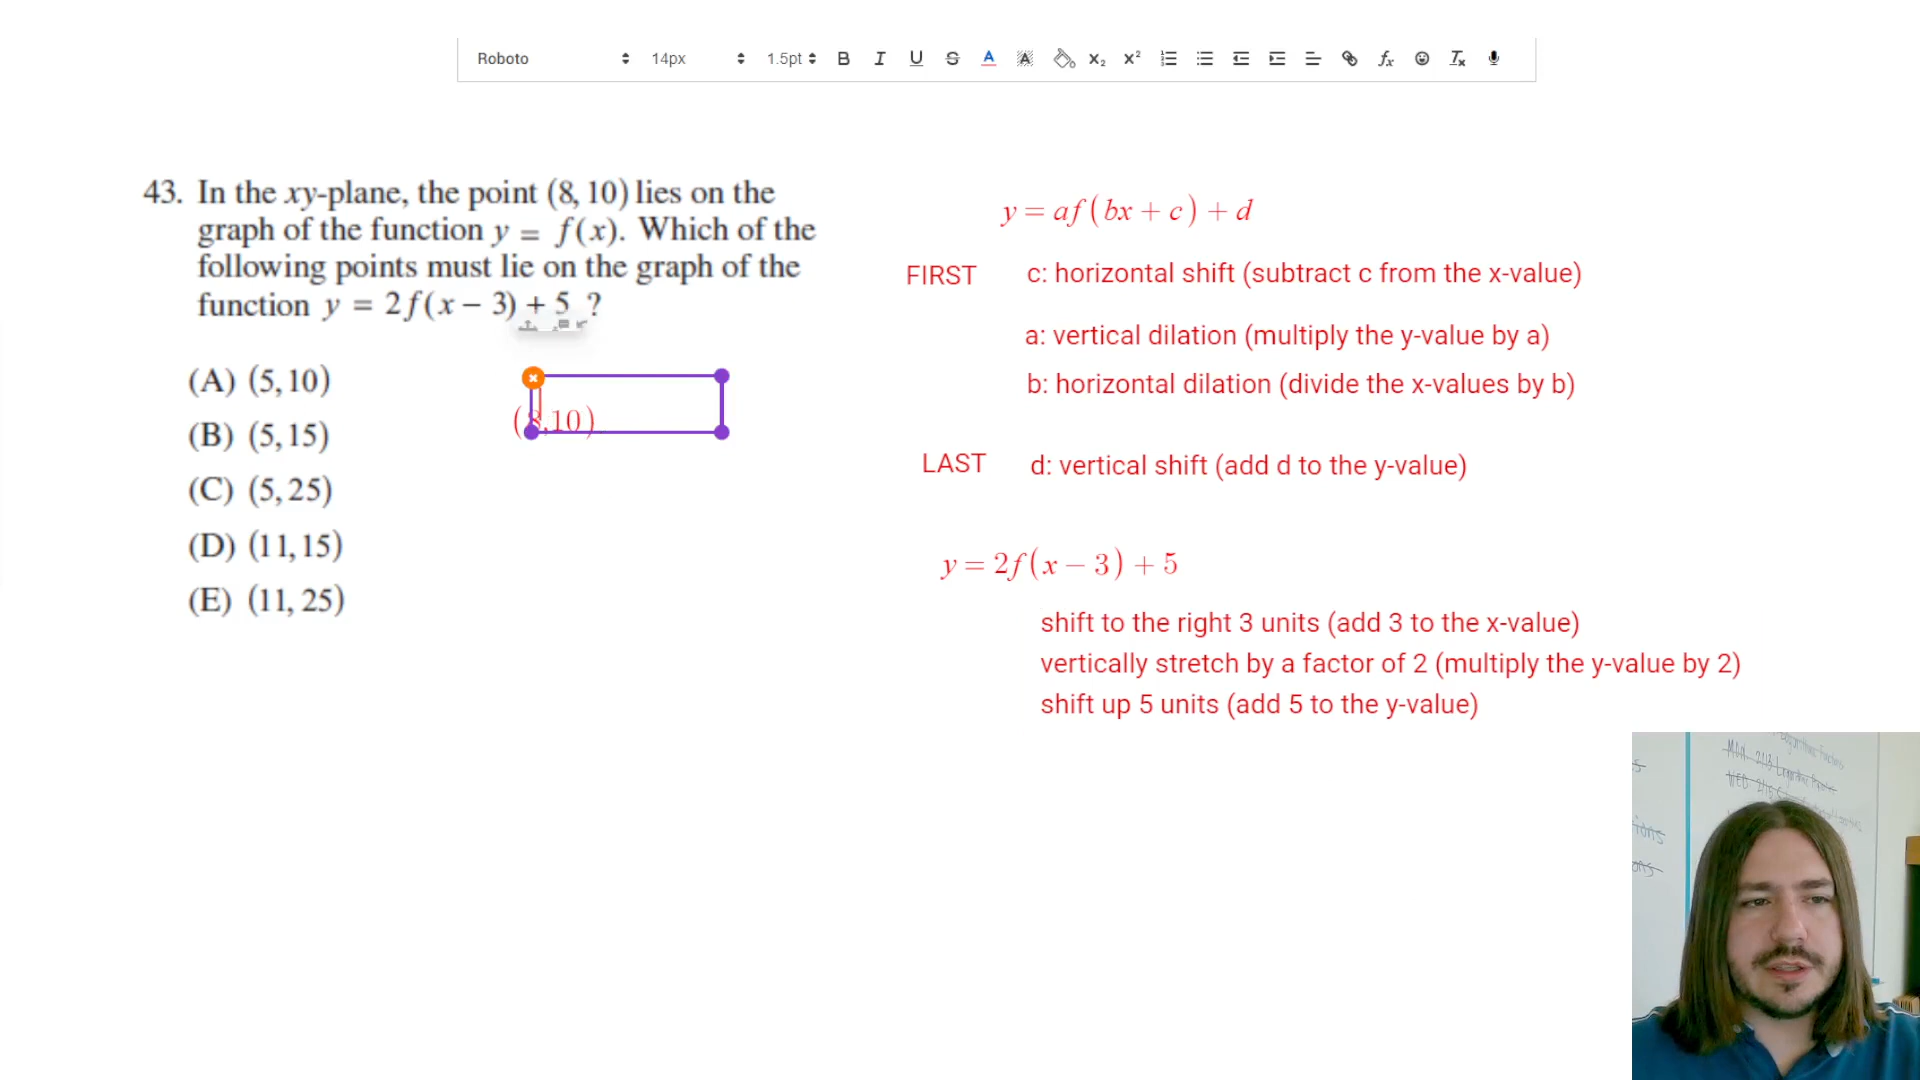 Roboto 14px 1.5pt B I U S A A X₂ X² fx Tx
43. In the xy-plane, the point (8, 10) lies on the
graph of the function y = f(x). Which of the
following points must lie on the graph of the
function y = 2f(x − 3) + 5 ?
(A) (5, 10)
(B) (5, 15)
(C) (5, 25)
(D) (11, 15)
(E) (11, 25)
(8,10)
y = af(bx + c) + d
FIRST c: horizontal shift (subtract c from the x-value)
a: vertical dilation (multiply the y-value by a)
b: horizontal dilation (divide the x-values by b)
LAST d: vertical shift (add d to the y-value)
y = 2f(x − 3) + 5
shift to the right 3 units (add 3 to the x-value)
vertically stretch by a factor of 2 (multiply the y-value by 2)
shift up 5 units (add 5 to the y-value)